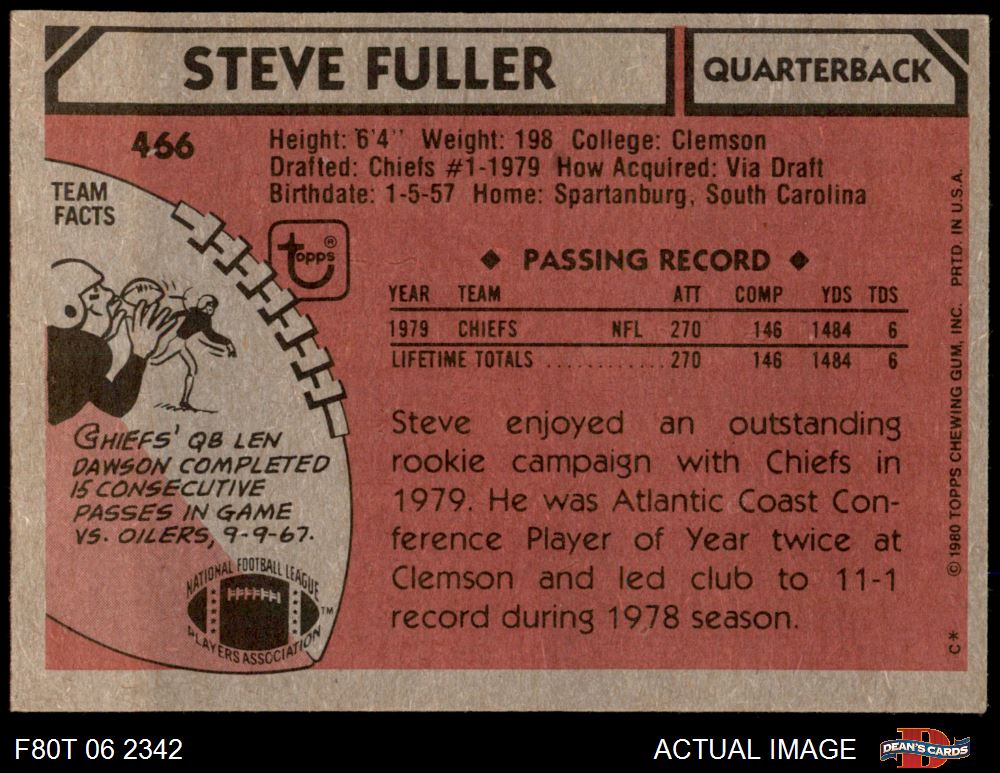 STEVE FULLER
QUARTERBACK
466
Height: 6'4" Weight: 198 College: Clemson
Drafted: Chiefs #1-1979 How Acquired: Via Draft
Birthdate: 1-5-57 Home: Spartanburg, South Carolina
TEAM
FACTS
topps ®
◆ PASSING RECORD ◆
YEAR TEAM ATT COMP YDS TDS
1979 CHIEFS NFL 270 146 1484 6
LIFETIME TOTALS ............ 270 146 1484 6
CHIEFS' QB LEN
DAWSON COMPLETED
15 CONSECUTIVE
PASSES IN GAME
VS. OILERS, 9-9-67.
NATIONAL FOOTBALL LEAGUE
PLAYERS ASSOCIATION
TM
Steve enjoyed an outstanding
rookie campaign with Chiefs in
1979. He was Atlantic Coast Con-
ference Player of Year twice at
Clemson and led club to 11-1
record during 1978 season.
C* © 1980 TOPPS CHEWING GUM, INC. PRTD. IN U.S.A.
F80T 06 2342
ACTUAL IMAGE
DEAN'S CARDS